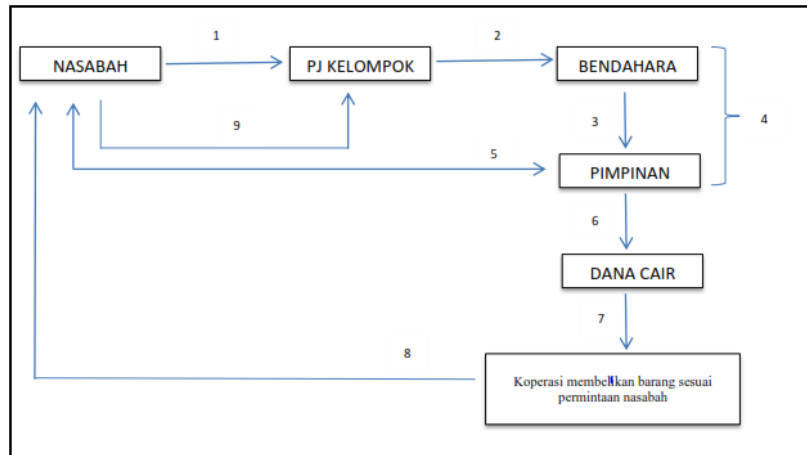 1
2
NASABAH
PJ KELOMPOK
BENDAHARA
3
4
9
5
PIMPINAN
6
DANA CAIR
7
8
Koperasi membelikan barang sesuai
permintaan nasabah